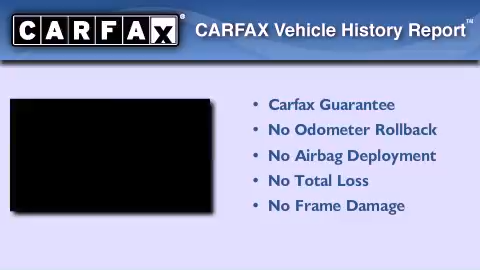 CARFAX® CARFAX Vehicle History Report™
• Carfax Guarantee
• No Odometer Rollback
• No Airbag Deployment
• No Total Loss
• No Frame Damage